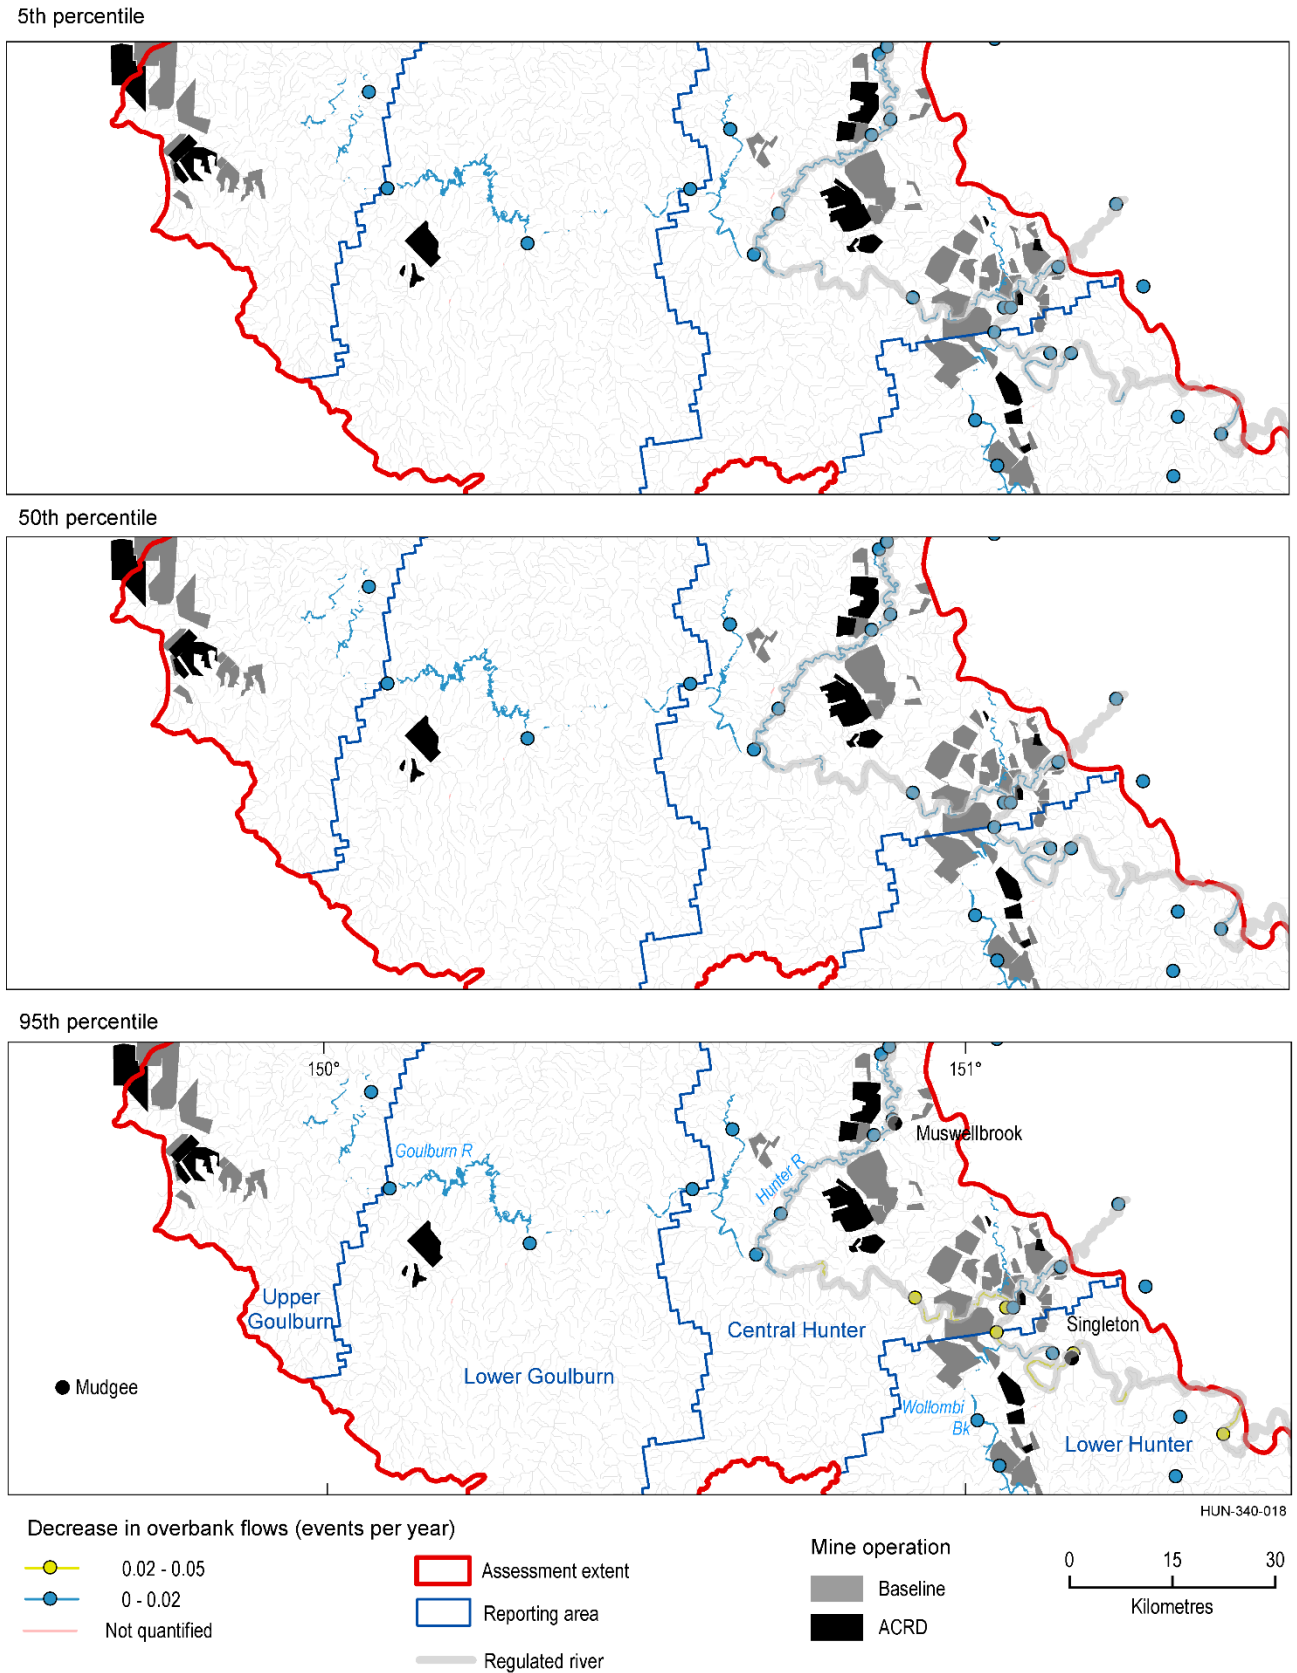 5th percentile
50th percentile
95th percentile
150°
151°
Muswellbrook
Goulburn R
Hunter R
Upper
Goulburn
Central Hunter
Singleton
Lower Goulburn
Mudgee
Wollombi
Bk
Lower Hunter
HUN-340-018
Decrease in overbank flows (events per year)
0.02 - 0.05
0 - 0.02
Not quantified
Assessment extent
Reporting area
Regulated river
Mine operation
Baseline
ACRD
0 15 30
Kilometres